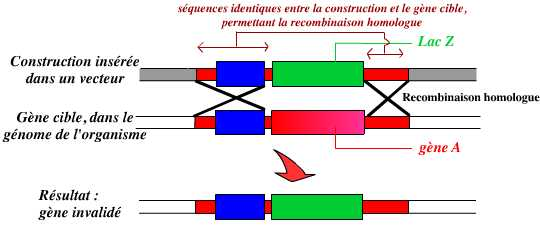 séquences identiques entre la construction et le gène cible,
permettant la recombinaison homologue
Lac Z
Construction insérée
dans un vecteur
Recombinaison homologue
Gène cible, dans le
génome de l'organisme
gène A
Résultat :
gène invalidé